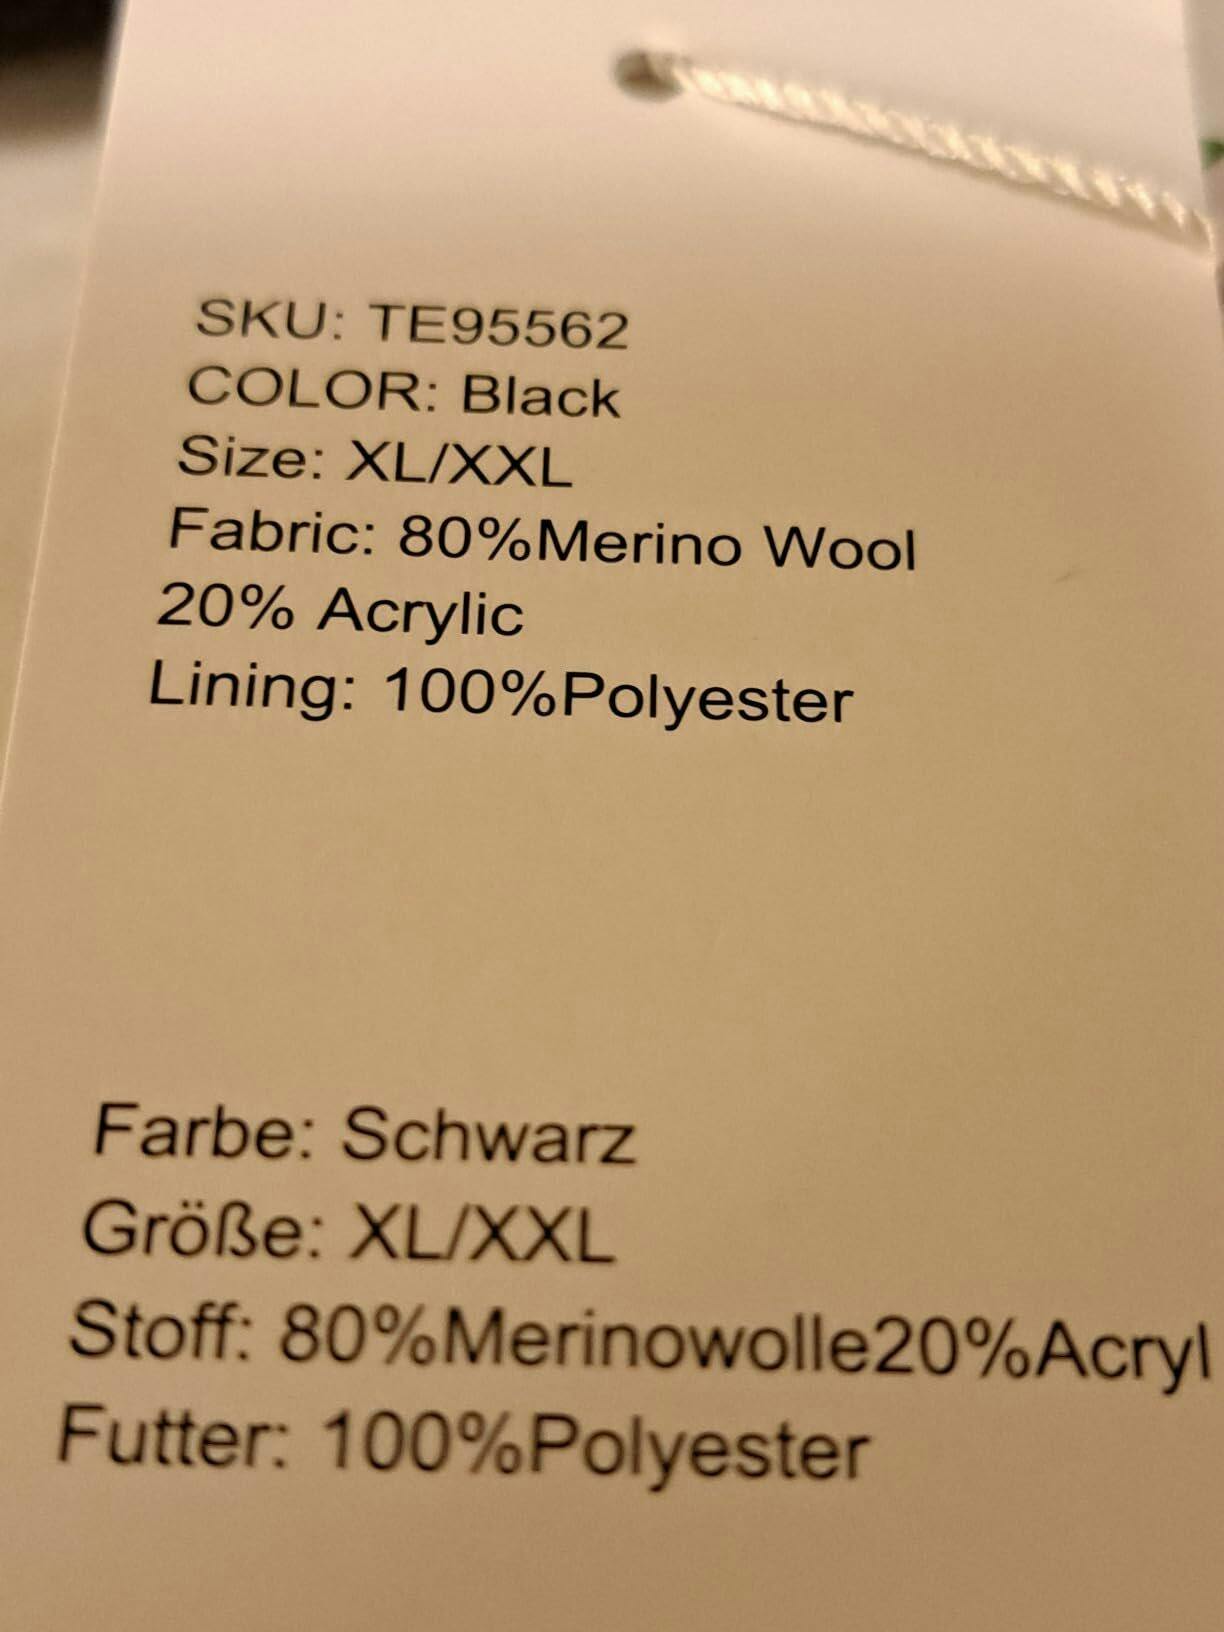 SKU: TE95562
COLOR: Black
Size: XL/XXL
Fabric: 80%Merino Wool
20% Acrylic
Lining: 100%Polyester
Farbe: Schwarz
Größe: XL/XXL
Stoff: 80%Merinowolle20%Acryl
Futter: 100%Polyester